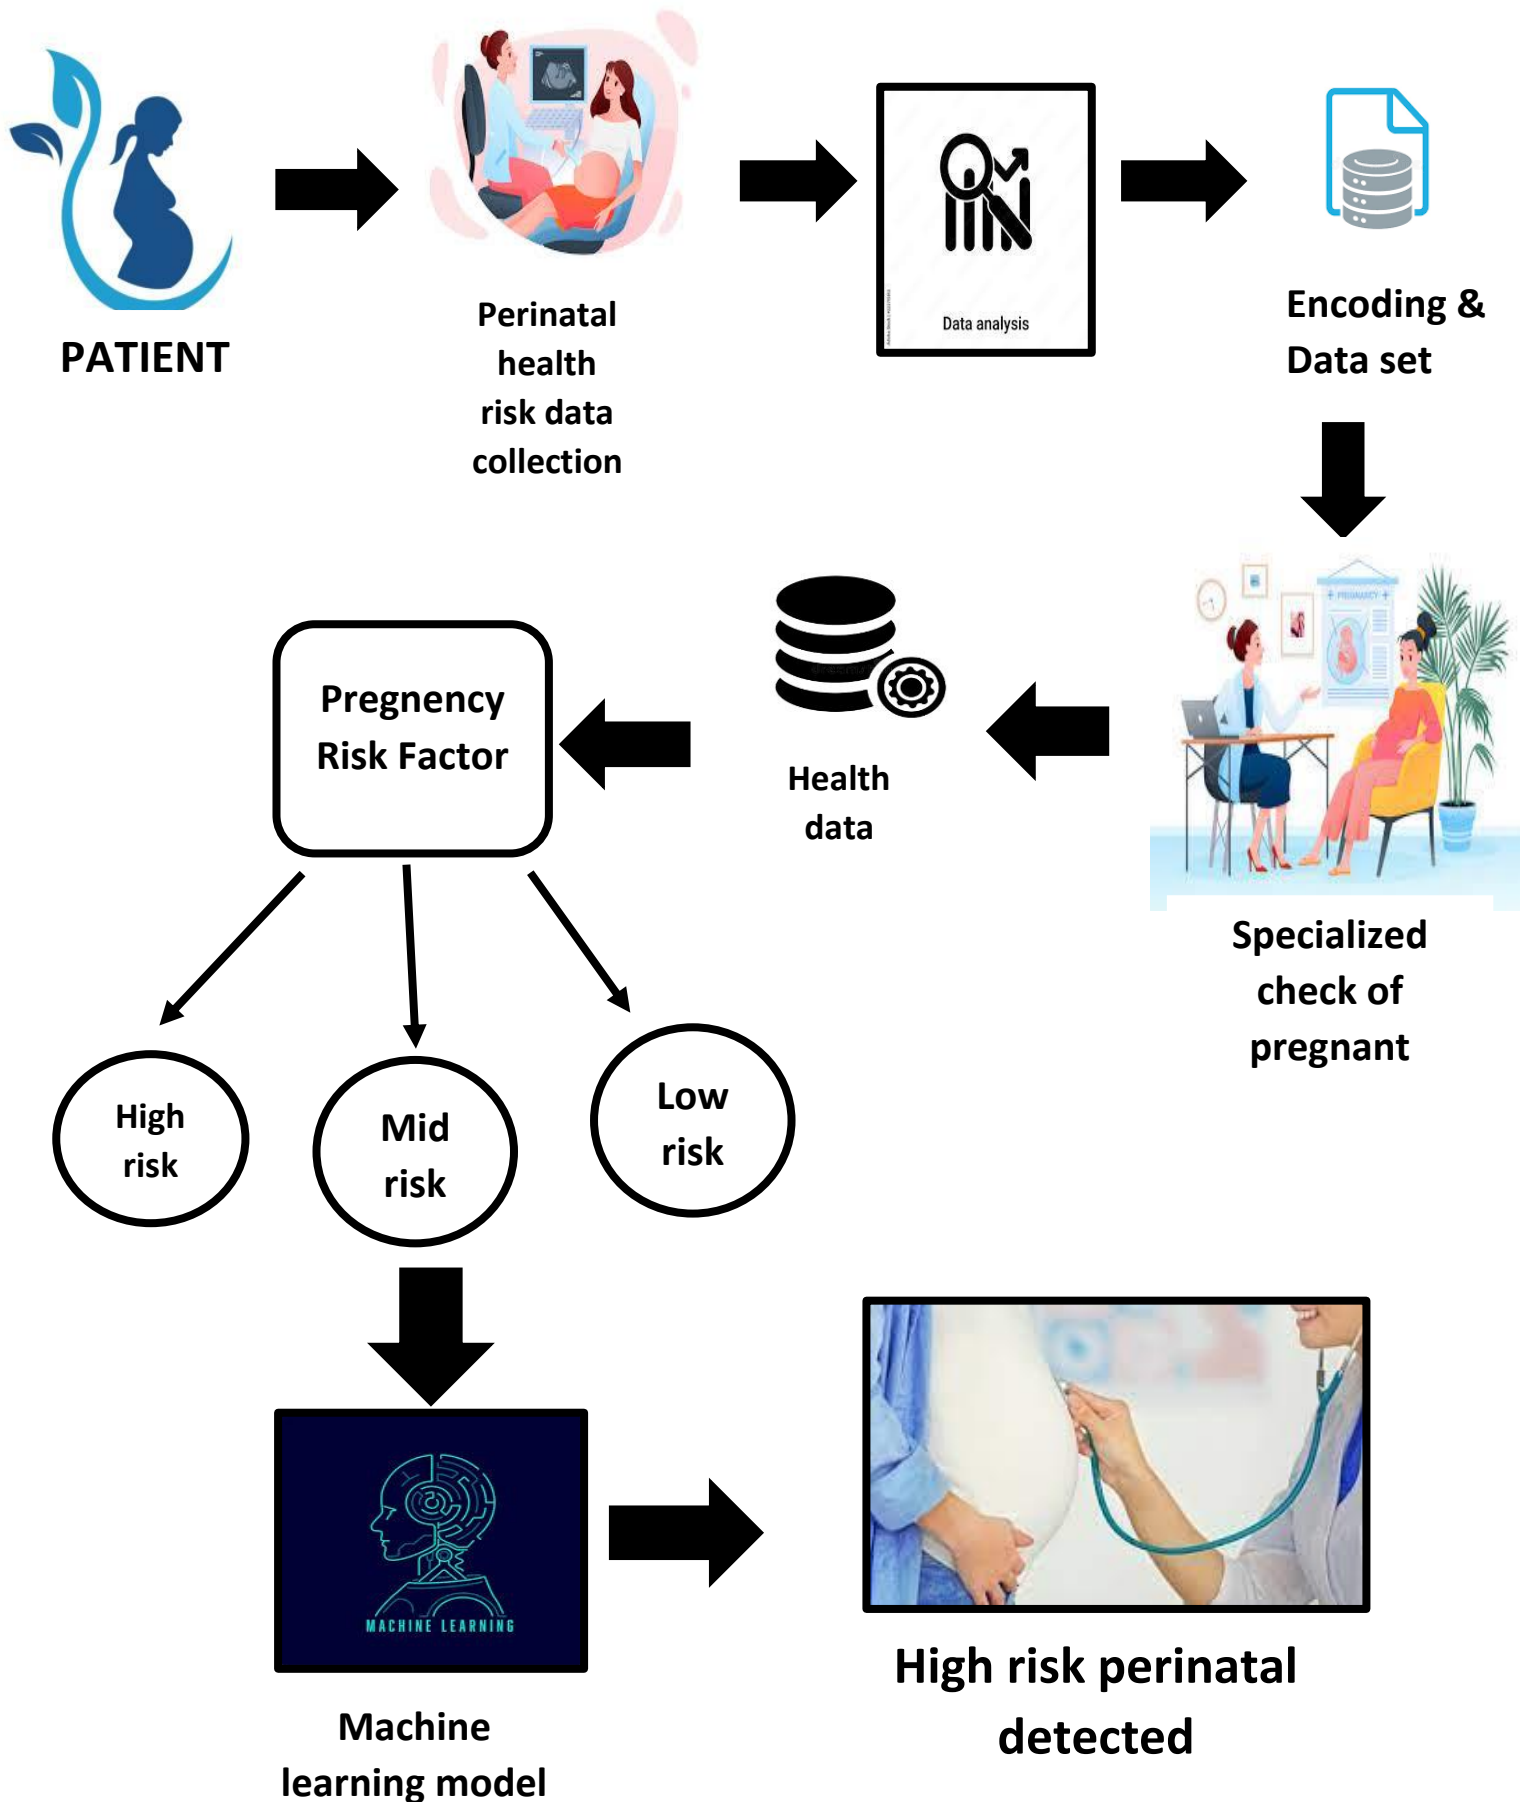 PATIENT
Perinatal
health
risk data
collection
Data analysis
Encoding &
Data set
PREGNANCY
Specialized
check of
pregnant
Health
data
Pregnency
Risk Factor
High
risk
Mid
risk
Low
risk
MACHINE LEARNING
Machine
learning model
High risk perinatal
detected